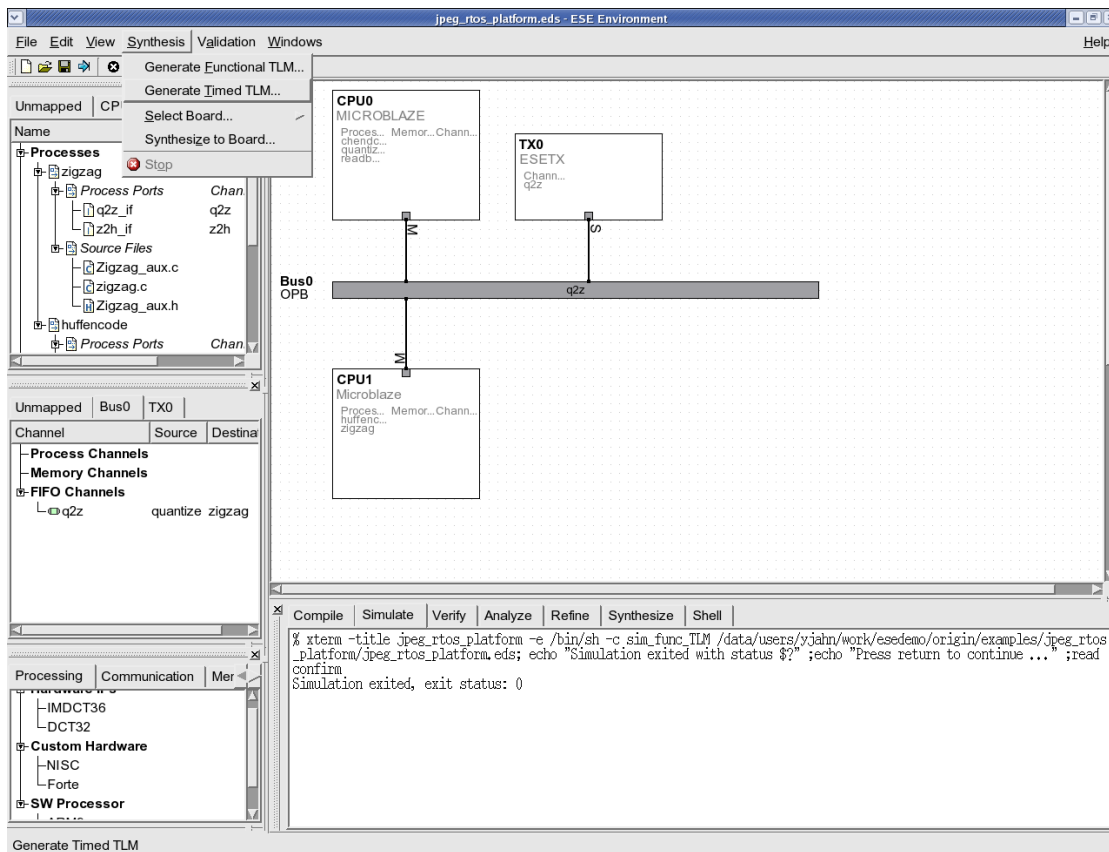 jpeg_rtos_platform.eds - ESE Environment
File Edit View Synthesis Validation Windows Help
Generate Functional TLM...
Generate Timed TLM...
Select Board...
Synthesize to Board...
Stop
Unmapped
Name
Processes
zigzag
Process Ports Chan
q2z_if q2z
z2h_if z2h
Source Files
Zigzag_aux.c
zigzag.c
Zigzag_aux.h
huffencode
Process Ports Chan
Unmapped Bus0 TX0
Channel Source Destina
Process Channels
Memory Channels
FIFO Channels
q2z quantize zigzag
Processing Communication Mer
IMDCT36
DCT32
Custom Hardware
NISC
Forte
SW Processor
CPU0
MICROBLAZE
Proces... Memor... Chann...
chendc...
quantiz...
readb...
TX0
ESETX
Chann...
q2z
M
S
Bus0
OPB
q2z
M
CPU1
Microblaze
Proces... Memor... Chann...
huffenc...
zigzag
Compile Simulate Verify Analyze Refine Synthesize Shell
% xterm -title jpeg_rtos_platform -e /bin/sh -c sim_func_TLM /data/users/yjahn/work/esedemo/origin/examples/jpeg_rtos
_platform/jpeg_rtos_platform.eds; echo "Simulation exited with status $?" ;echo "Press return to continue ..." ;read
confirm
Simulation exited, exit status: 0
Generate Timed TLM